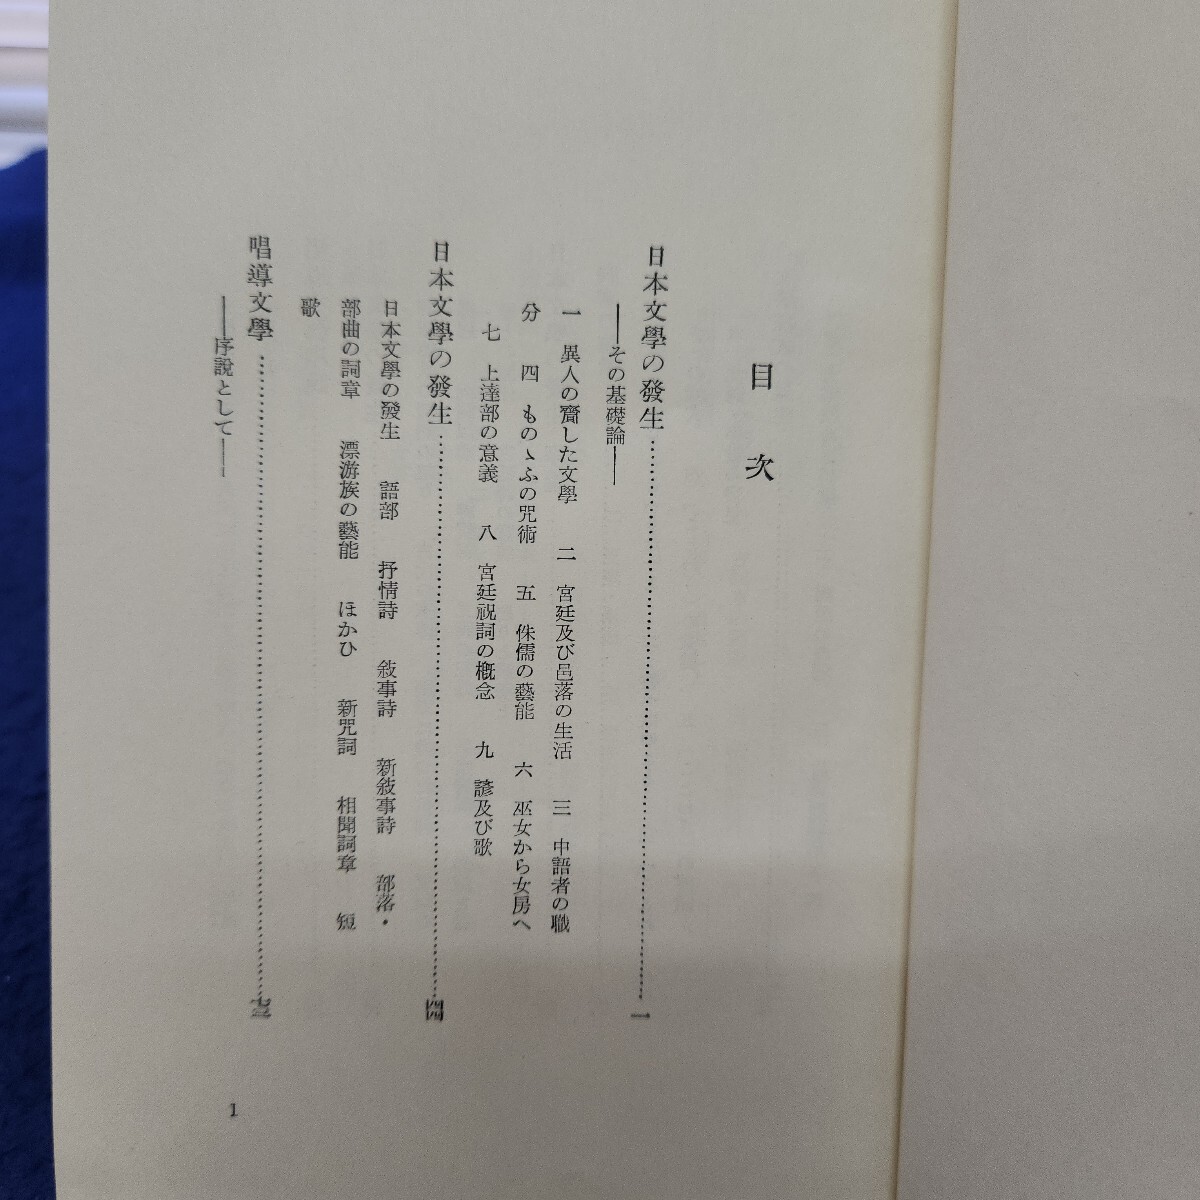 目次
日本文學の發生…………一
――その基礎論――
一　異人の齎した文學　二　宮廷及び邑落の生活　三　中語者の職
分　四　ものゝふの咒術　五　侏儒の藝能　六　巫女から女房へ
七　上達部の意義　八　宮廷祝詞の概念　九　諺及び歌
日本文學の發生…………
日本文學の發生　語部　抒情詩　敍事詩　新敍事詩　部落・
部曲の詞章　漂游族の藝能　ほかひ　新咒詞　相聞詞章　短
歌
唱導文學…………
――序說として――
1